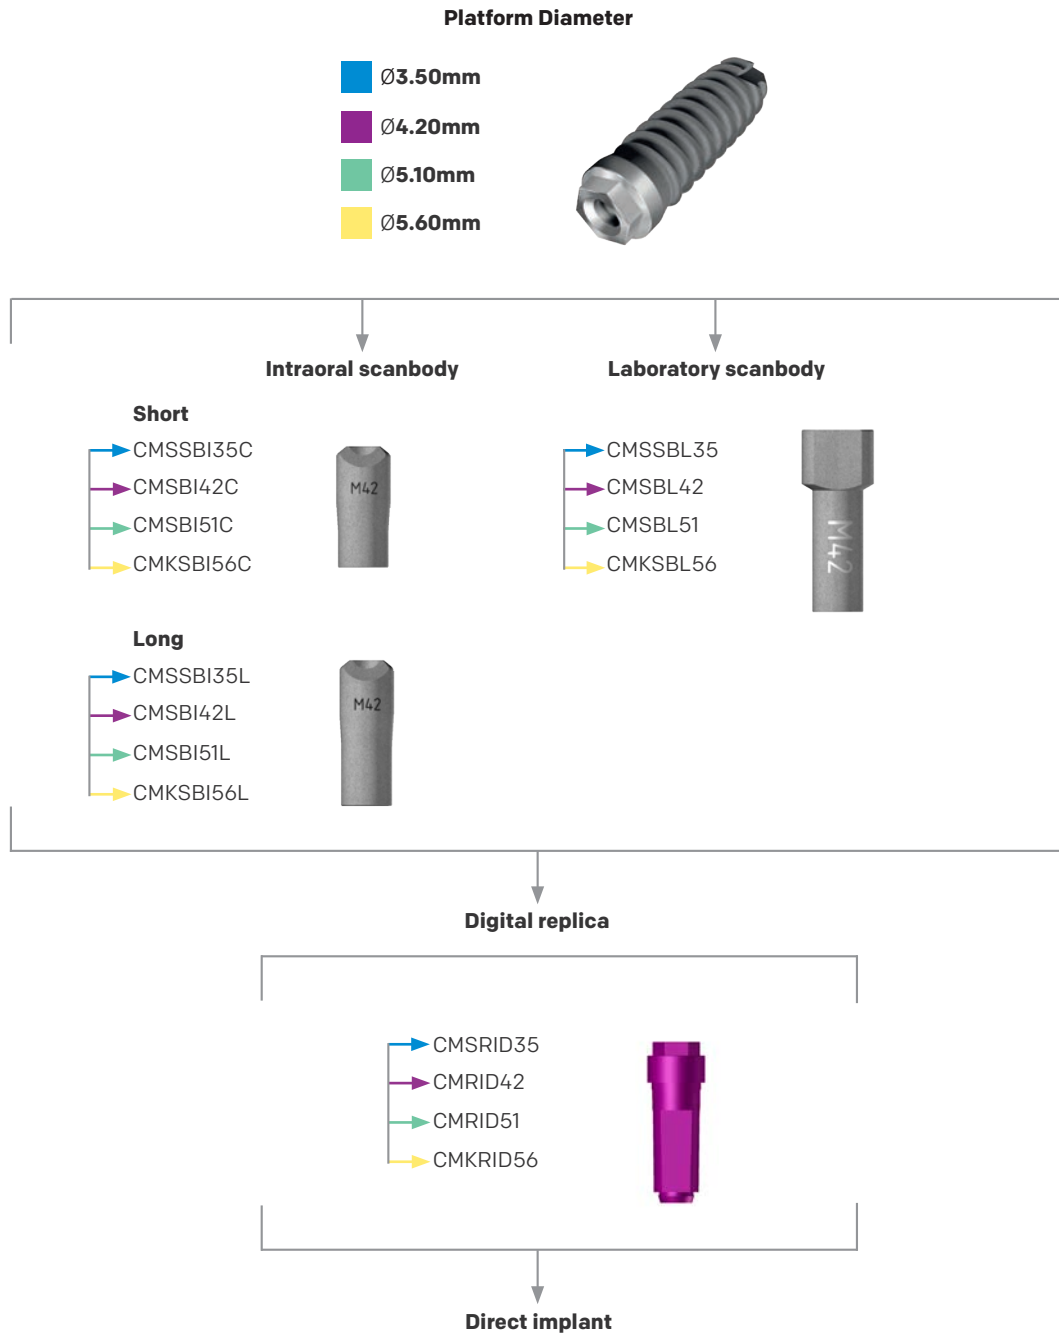 Platform Diameter
Ø3.50mm
Ø4.20mm
Ø5.10mm
Ø5.60mm
Intraoral scanbody
Laboratory scanbody
Short
CMSSBI35C
CMSBI42C
CMSBI51C
CMKSBI56C
M42
CMSSBL35
CMSBL42
CMSBL51
CMKSBL56
M42
Long
CMSSBI35L
CMSBI42L
CMSBI51L
CMKSBI56L
M42
Digital replica
CMSRID35
CMRID42
CMRID51
CMKRID56
Direct implant